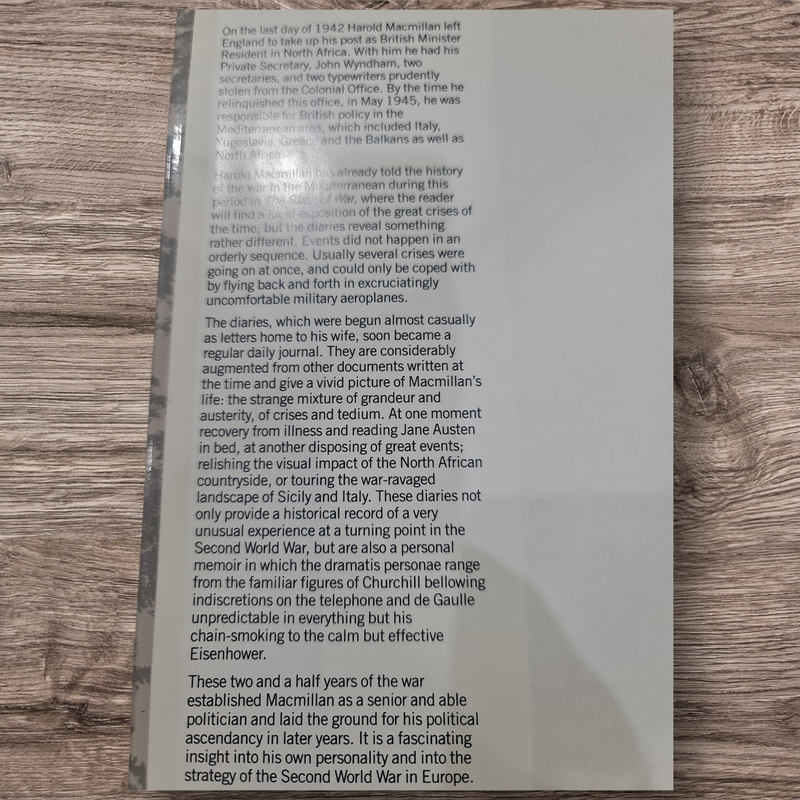 On the last day of 1942 Harold Macmillan left
England to take up his post as British Minister
Resident in North Africa. With him he had his
Private Secretary, John Wyndham, two
secretaries, and two typewriters prudently
stolen from the Colonial Office. By the time he
relinquished this office, in May 1945, he was
responsible for British policy in the
Mediterranean area, which included Italy,
Yugoslavia, Greece and the Balkans as well as
North Africa.
Harold Macmillan has already told the history
of the war in the Mediterranean during this
period in The Blast of War, where the reader
will find a lucid exposition of the great crises of
the time, but the diaries reveal something
rather different. Events did not happen in an
orderly sequence. Usually several crises were
going on at once, and could only be coped with
by flying back and forth in excruciatingly
uncomfortable military aeroplanes.
The diaries, which were begun almost casually
as letters home to his wife, soon became a
regular daily journal. They are considerably
augmented from other documents written at
the time and give a vivid picture of Macmillan's
life: the strange mixture of grandeur and
austerity, of crises and tedium. At one moment
recovery from illness and reading Jane Austen
in bed, at another disposing of great events;
relishing the visual impact of the North African
countryside, or touring the war-ravaged
landscape of Sicily and Italy. These diaries not
only provide a historical record of a very
unusual experience at a turning point in the
Second World War, but are also a personal
memoir in which the dramatis personae range
from the familiar figures of Churchill bellowing
indiscretions on the telephone and de Gaulle
unpredictable in everything but his
chain-smoking to the calm but effective
Eisenhower.
These two and a half years of the war
established Macmillan as a senior and able
politician and laid the ground for his political
ascendancy in later years. It is a fascinating
insight into his own personality and into the
strategy of the Second World War in Europe.